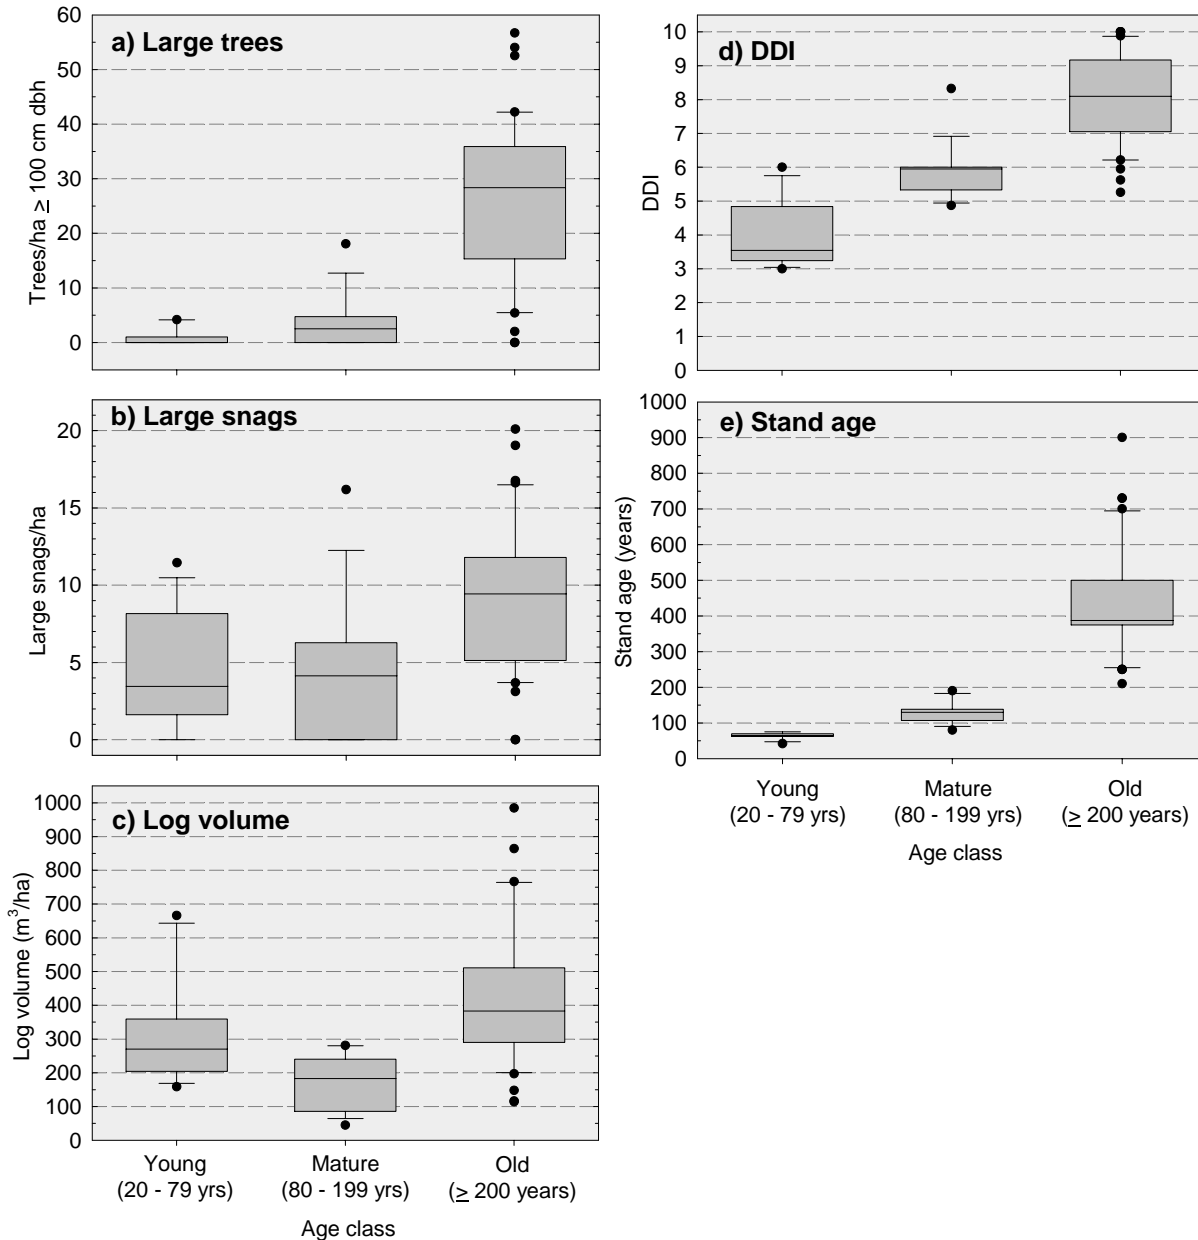 a) Large trees
Trees/ha ≥ 100 cm dbh
60
50
40
30
20
10
0
b) Large snags
Large snags/ha
20
15
10
5
0
c) Log volume
Log volume (m³/ha)
1000
900
800
700
600
500
400
300
200
100
0
Young
(20 - 79 yrs)
Mature
(80 - 199 yrs)
Old
(≥ 200 years)
Age class
d) DDI
DDI
10
9
8
7
6
5
4
3
2
1
0
e) Stand age
Stand age (years)
1000
900
800
700
600
500
400
300
200
100
0
Young
(20 - 79 yrs)
Mature
(80 - 199 yrs)
Old
(≥ 200 years)
Age class